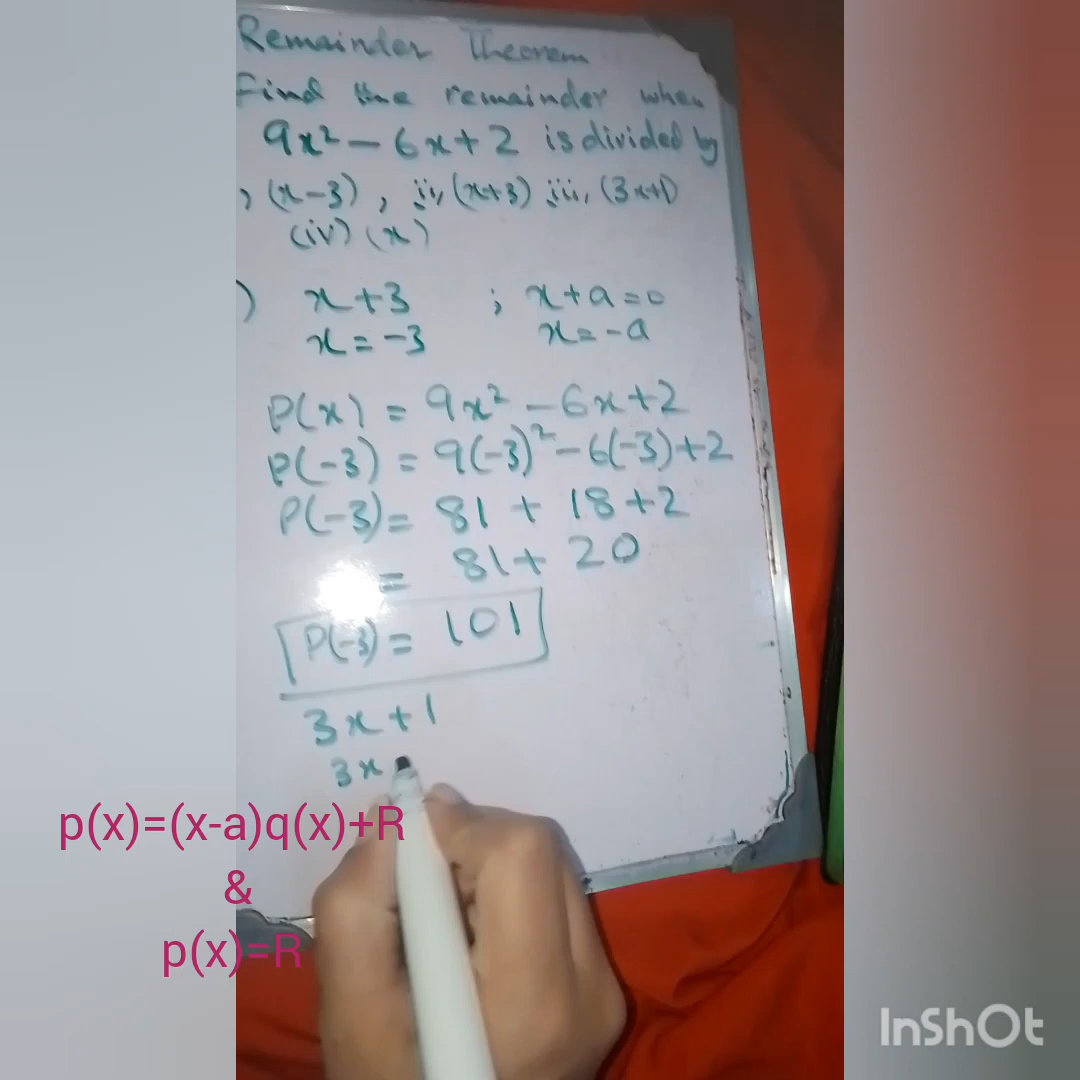 Remainder Theorem
Find the remainder when
9x² - 6x + 2 is divided by
, (x-3) , ii, (x+3) iii, (3x+1)
(iv) (x)
) x+3 ; x+a=0
x = -3 x = -a
P(x) = 9x² - 6x + 2
P(-3) = 9(-3)² - 6(-3) + 2
P(-3) = 81 + 18 + 2
= 81 + 20
P(-3) = 101
3x + 1
3x
p(x)=(x-a)q(x)+R
&
p(x)=R
InShOt